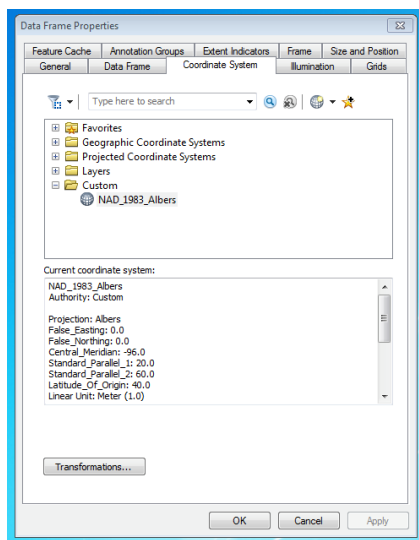 Data Frame Properties
Feature Cache Annotation Groups Extent Indicators Frame Size and Position
General Data Frame Coordinate System Illumination Grids
Type here to search
Favorites
Geographic Coordinate Systems
Projected Coordinate Systems
Layers
Custom
NAD_1983_Albers
Current coordinate system:
NAD_1983_Albers
Authority: Custom
Projection: Albers
False_Easting: 0.0
False_Northing: 0.0
Central_Meridian: -96.0
Standard_Parallel_1: 20.0
Standard_Parallel_2: 60.0
Latitude_Of_Origin: 40.0
Linear Unit: Meter (1.0)
Transformations...
OK Cancel Apply